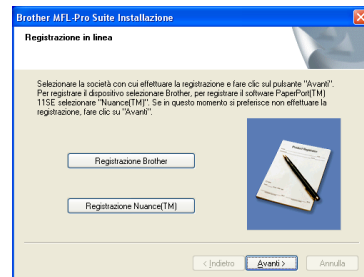 Brother MFL-Pro Suite Installazione
Registrazione in linea
Selezionare la società con cui effettuare la registrazione e fare clic sul pulsante "Avanti".
Per registrare il dispositivo selezionare Brother, per registrare il software PaperPort(TM)
11SE selezionare "Nuance(TM)". Se in questo momento si preferisce non effettuare la
registrazione, fare clic su "Avanti".
Registrazione Brother
Registrazione Nuance(TM)
< Indietro
Avanti >
Annulla